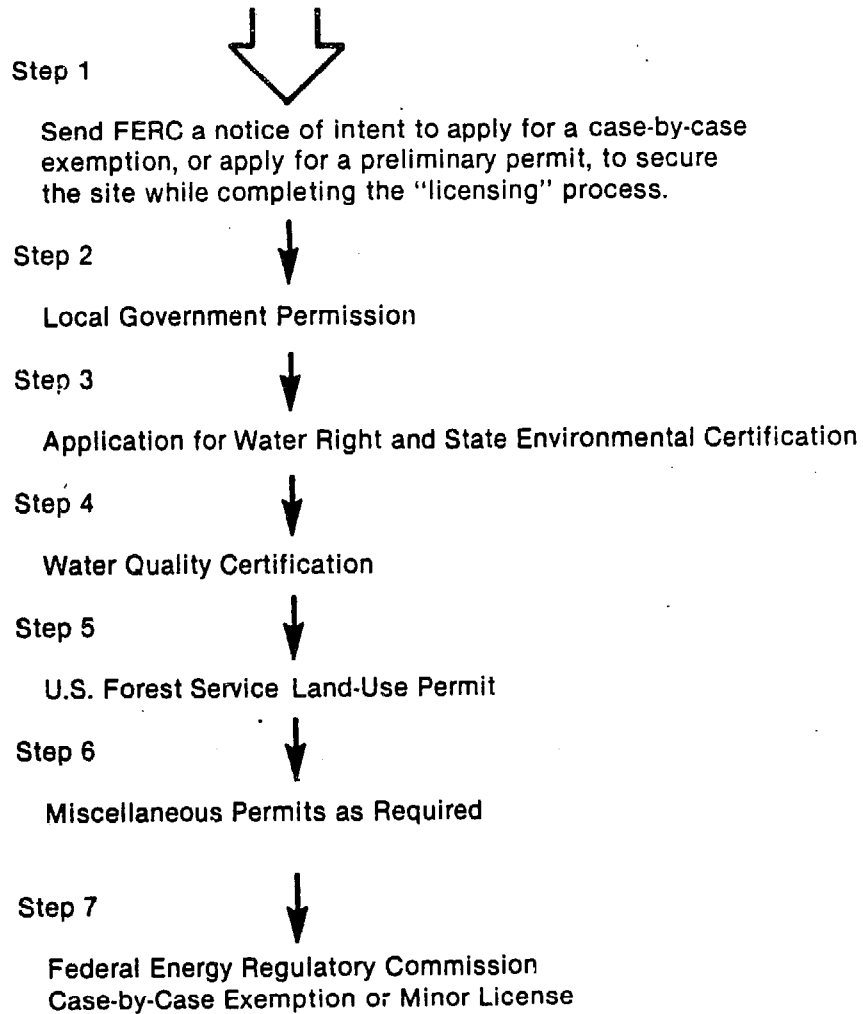 Step 1
Send FERC a notice of intent to apply for a case-by-case
exemption, or apply for a preliminary permit, to secure
the site while completing the "licensing" process.
Step 2
Local Government Permission
Step 3
Application for Water Right and State Environmental Certification
Step 4
Water Quality Certification
Step 5
U.S. Forest Service Land-Use Permit
Step 6
Miscellaneous Permits as Required
Step 7
Federal Energy Regulatory Commission
Case-by-Case Exemption or Minor License